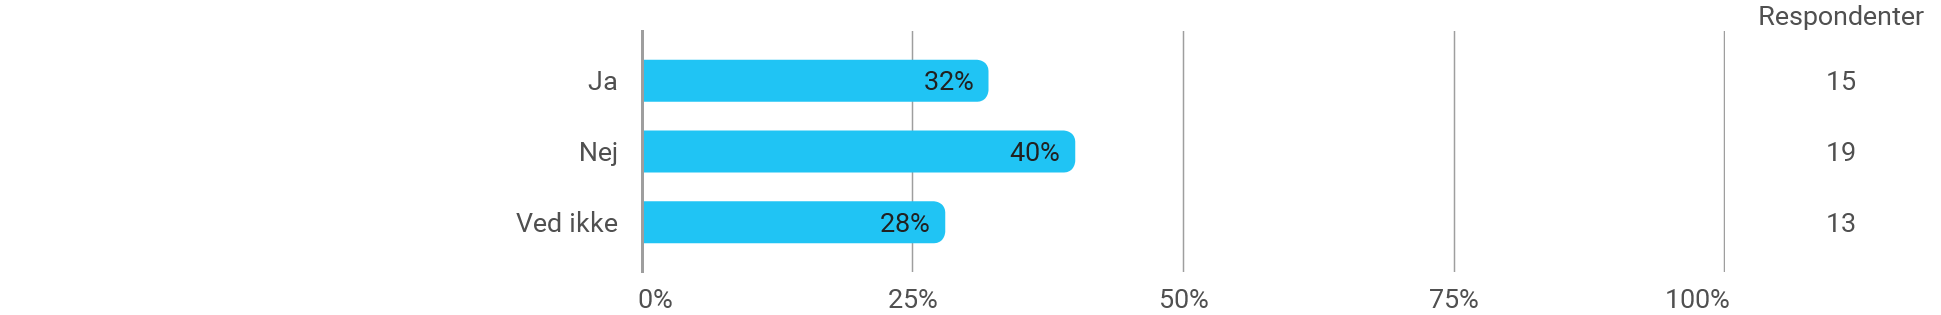 Respondenter
Ja 32% 15
Nej 40% 19
Ved ikke 28% 13
0% 25% 50% 75% 100%